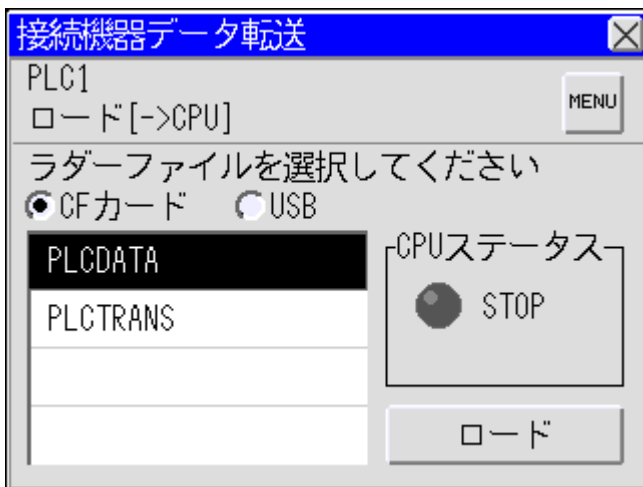 接続機器データ転送
PLC1
ロード[->CPU]
MENU
ラダーファイルを選択してください
CFカード USB
PLCDATA
PLCTRANS
CPUステータス
STOP
ロード